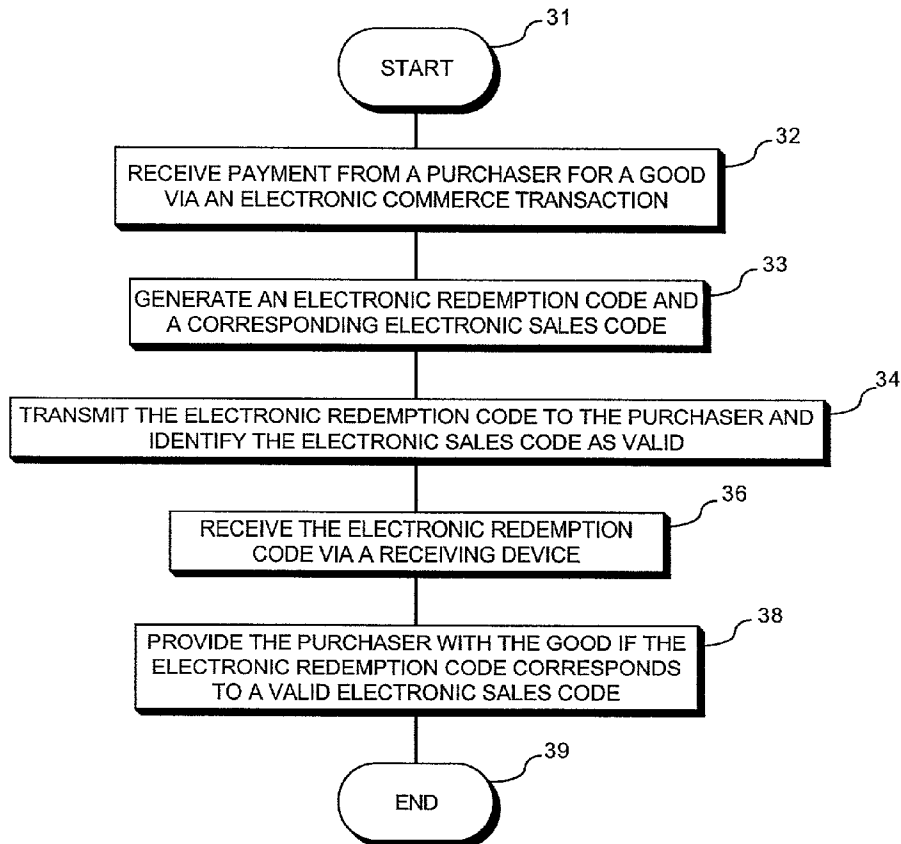 31
START
32
RECEIVE PAYMENT FROM A PURCHASER FOR A GOOD
VIA AN ELECTRONIC COMMERCE TRANSACTION
33
GENERATE AN ELECTRONIC REDEMPTION CODE AND
A CORRESPONDING ELECTRONIC SALES CODE
34
TRANSMIT THE ELECTRONIC REDEMPTION CODE TO THE PURCHASER AND
IDENTIFY THE ELECTRONIC SALES CODE AS VALID
36
RECEIVE THE ELECTRONIC REDEMPTION
CODE VIA A RECEIVING DEVICE
38
PROVIDE THE PURCHASER WITH THE GOOD IF THE
ELECTRONIC REDEMPTION CODE CORRESPONDS
TO A VALID ELECTRONIC SALES CODE
39
END